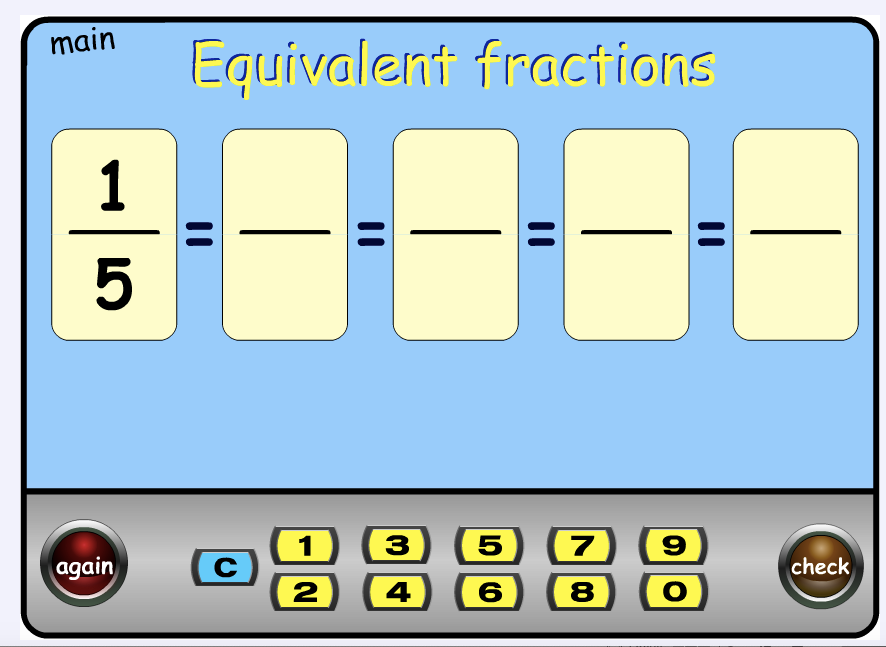 main
Equivalent fractions
1
= = = =
5
1 3 5 7 9
again C check
2 4 6 8 0